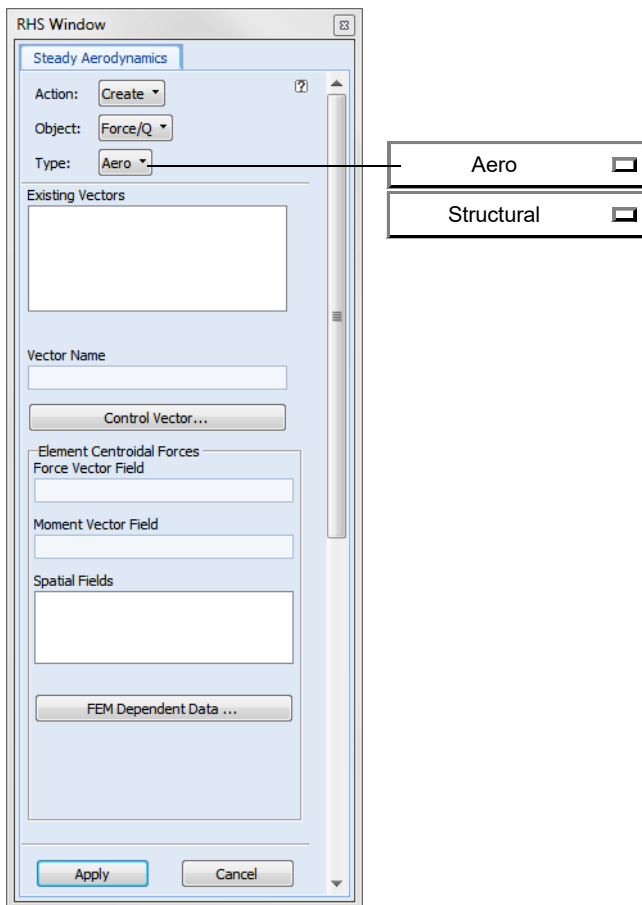 RHS Window
Steady Aerodynamics
Action: Create
?
Object: Force/Q
Type: Aero
Aero
Structural
Existing Vectors
Vector Name
Control Vector...
Element Centroidal Forces
Force Vector Field
Moment Vector Field
Spatial Fields
FEM Dependent Data ...
Apply
Cancel